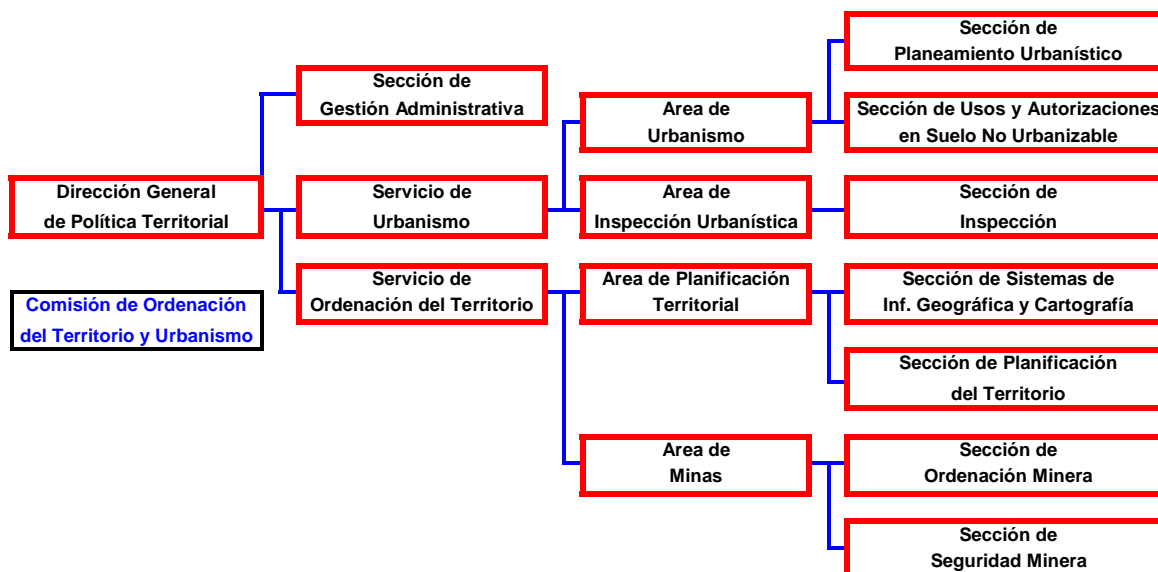 Sección de
Planeamiento Urbanístico
Sección de
Gestión Administrativa
Area de
Urbanismo
Sección de Usos y Autorizaciones
en Suelo No Urbanizable
Dirección General
de Política Territorial
Servicio de
Urbanismo
Area de
Inspección Urbanística
Sección de
Inspección
Comisión de Ordenación
del Territorio y Urbanismo
Servicio de
Ordenación del Territorio
Area de Planificación
Territorial
Sección de Sistemas de
Inf. Geográfica y Cartografía
Sección de Planificación
del Territorio
Area de
Minas
Sección de
Ordenación Minera
Sección de
Seguridad Minera